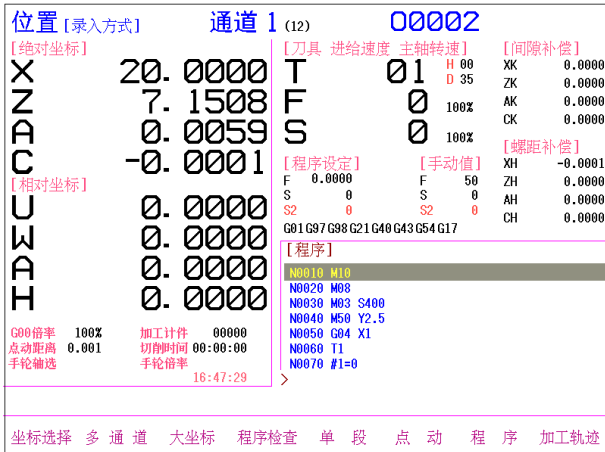 位置[录入方式] 通道 1 (12) O0002
[绝对坐标] [刀具 进给速度 主轴转速] [间隙补偿]
X 20.0000 T 01 H 00 D 35 XK 0.0000
Z 7.1508 F 0 100% ZK 0.0000
A 0.0059 S 0 100% AK 0.0000
C -0.0001 CK 0.0000
[相对坐标] [程序设定] [手动值] [螺距补偿]
U 0.0000 F 0.0000 F 50 XH -0.0001
W 0.0000 S 0 S 0 ZH 0.0000
A 0.0000 S2 0 S2 0 AH 0.0000
H 0.0000 G01G97G98G21G40G43G54G17 CH 0.0000
[程序]
N0010 M10
N0020 M08
N0030 M03 S400
N0040 M50 Y2.5
N0050 G04 X1
N0060 T1
N0070 #1=0
>
G00倍率 100% 加工计件 00000
点动距离 0.001 切削时间 00:00:00
手轮轴选 手轮倍率
16:47:29
坐标选择 多 通 道 大坐标 程序检查 单 段 点 动 程 序 加工轨迹